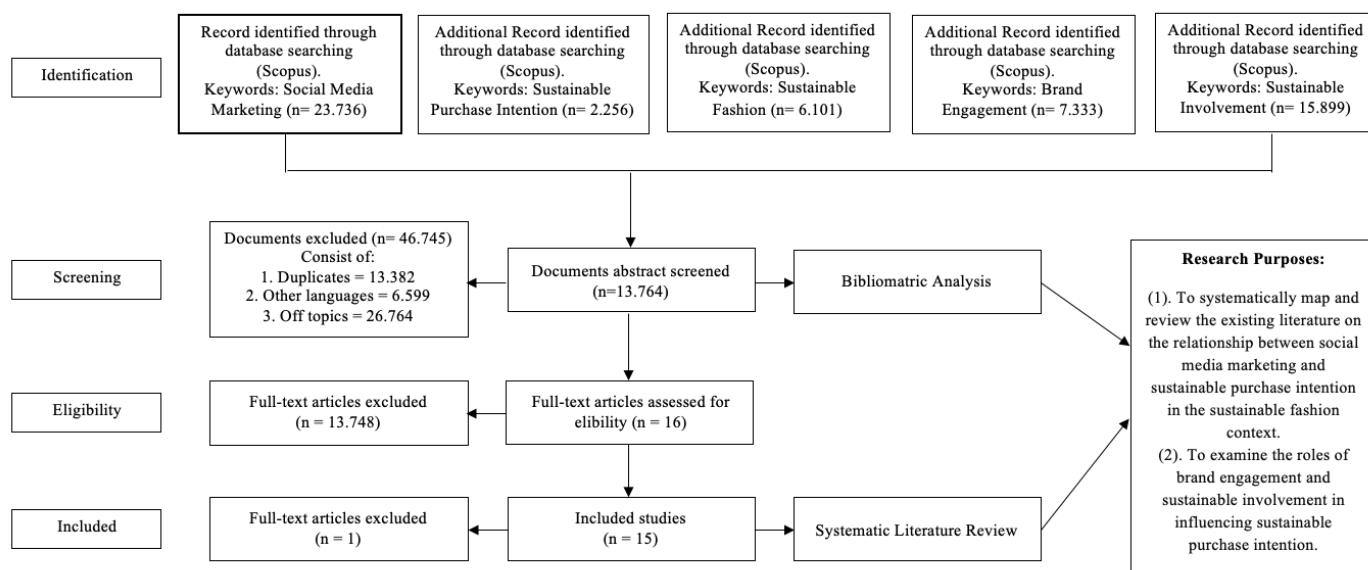 Identification
Record identified through
database searching
(Scopus).
Keywords: Social Media
Marketing (n= 23.736)
Additional Record identified
through database searching
(Scopus).
Keywords: Sustainable
Purchase Intention (n= 2.256)
Additional Record identified
through database searching
(Scopus).
Keywords: Sustainable
Fashion (n= 6.101)
Additional Record identified
through database searching
(Scopus).
Keywords: Brand
Engagement (n= 7.333)
Additional Record identified
through database searching
(Scopus).
Keywords: Sustainable
Involvement (n= 15.899)
Screening
Documents excluded (n= 46.745)
Consist of:
1. Duplicates = 13.382
2. Other languages = 6.599
3. Off topics = 26.764
Documents abstract screened
(n=13.764)
Bibliomatric Analysis
Eligibility
Full-text articles excluded
(n = 13.748)
Full-text articles assessed for
elibility (n = 16)
Included
Full-text articles excluded
(n = 1)
Included studies
(n = 15)
Systematic Literature Review
Research Purposes:
(1). To systematically map and
review the existing literature on
the relationship between social
media marketing and
sustainable purchase intention
in the sustainable fashion
context.
(2). To examine the roles of
brand engagement and
sustainable involvement in
influencing sustainable
purchase intention.